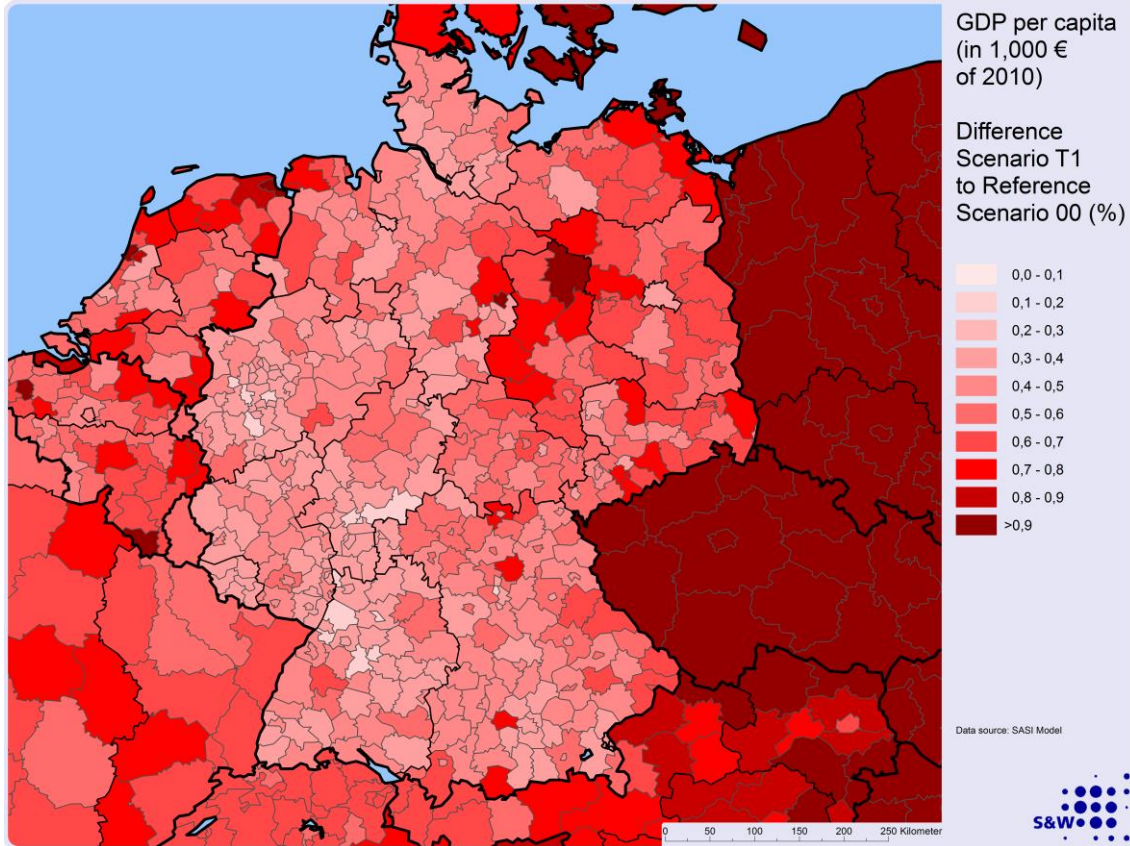 GDP per capita
(in 1,000 €
of 2010)
Difference
Scenario T1
to Reference
Scenario 00 (%)
0,0 - 0,1
0,1 - 0,2
0,2 - 0,3
0,3 - 0,4
0,4 - 0,5
0,5 - 0,6
0,6 - 0,7
0,7 - 0,8
0,8 - 0,9
>0,9
Data source: SASI Model
S&W
0 50 100 150 200 250 Kilometer